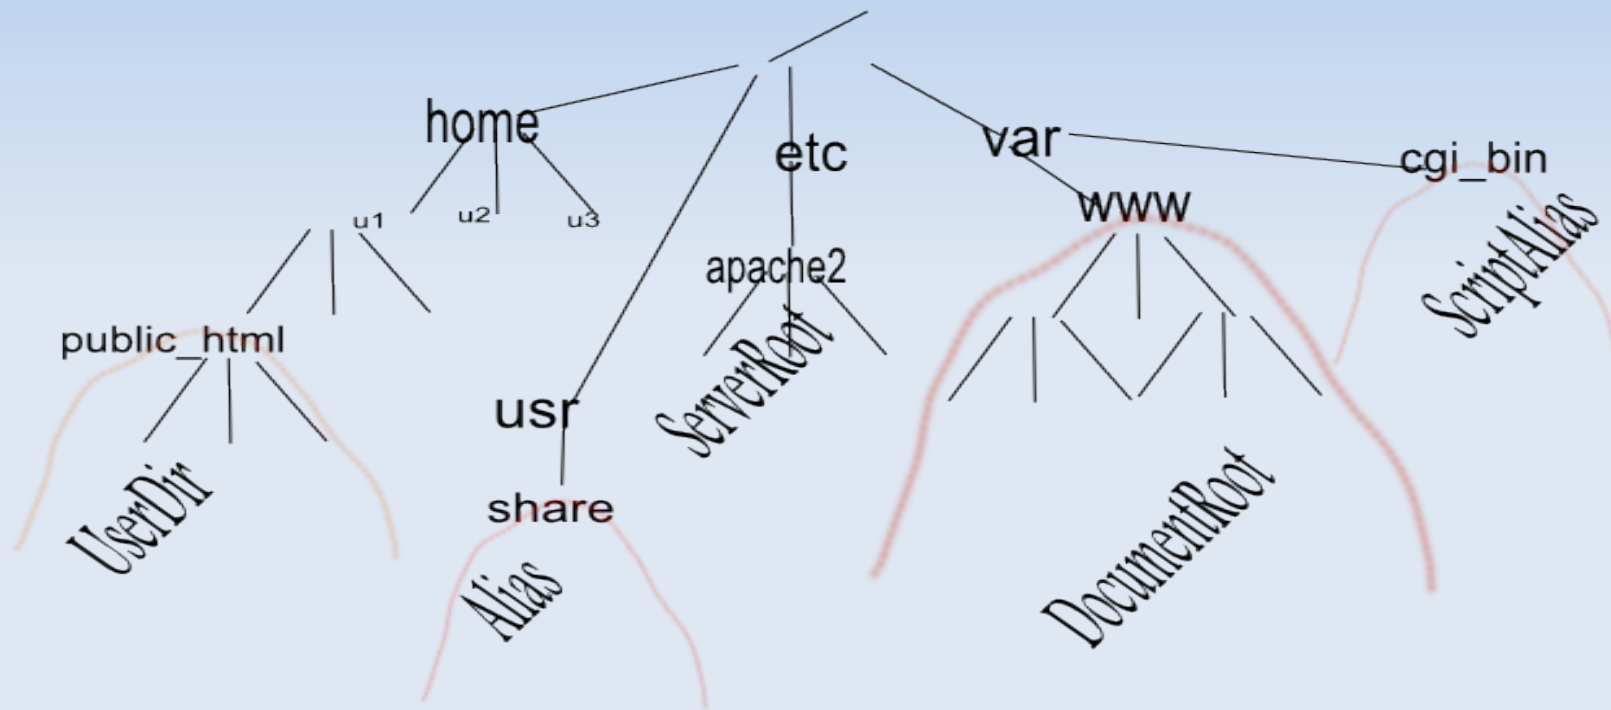 home
etc
var
cgi_bin
u1
u2
u3
www
ScriptAlias
apache2
public_html
ServerRoot
usr
UserDir
share
Alias
DocumentRoot